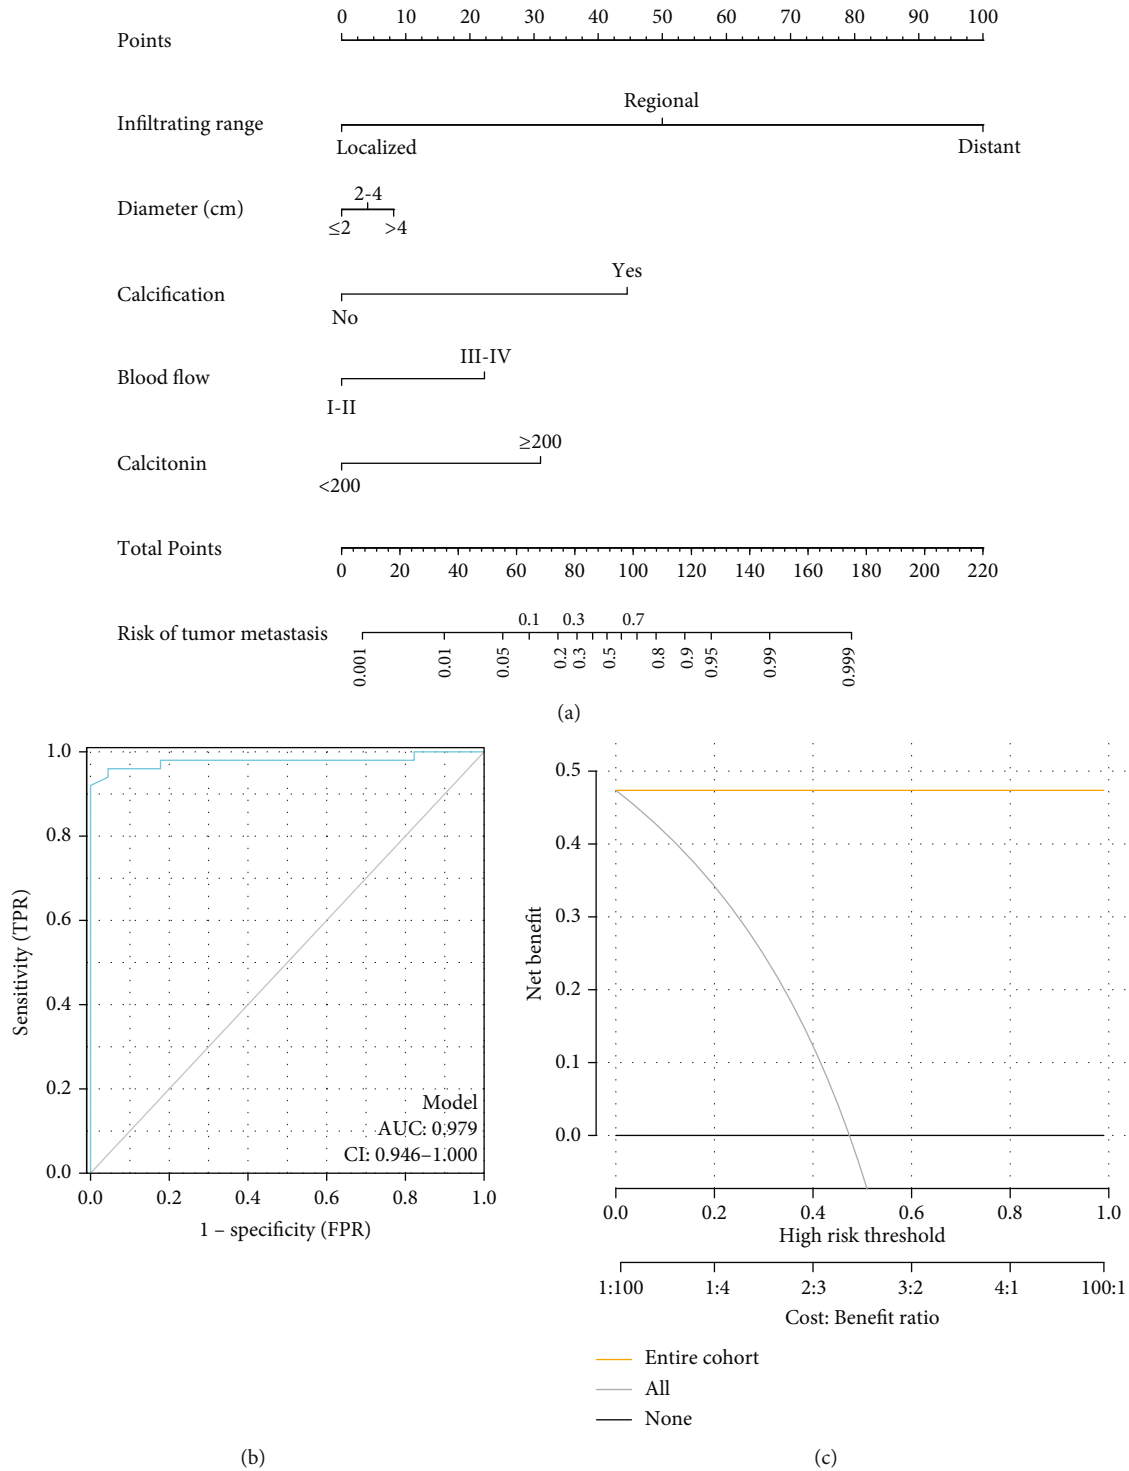 0 10 20 30 40 50 60 70 80 90 100
Points
Regional
Infiltrating range
Localized Distant
2-4
Diameter (cm)
≤2 >4
Yes
Calcification
No
III-IV
Blood flow
I-II
≥200
Calcitonin
<200
Total Points
0 20 40 60 80 100 120 140 160 180 200 220
0.1 0.3 0.7
Risk of tumor metastasis
0.001 0.01 0.05 0.2 0.3 0.5 0.8 0.9 0.95 0.99 0.999
(a)
1.0
0.8
0.6
0.4
0.2
0.0
Sensitivity (TPR)
Model
AUC: 0.979
CI: 0.946–1.000
0.0 0.2 0.4 0.6 0.8 1.0
1 – specificity (FPR)
(b)
0.5
0.4
0.3
0.2
0.1
0.0
Net benefit
0.0 0.2 0.4 0.6 0.8 1.0
High risk threshold
1:100 1:4 2:3 3:2 4:1 100:1
Cost: Benefit ratio
Entire cohort
All
None
(c)